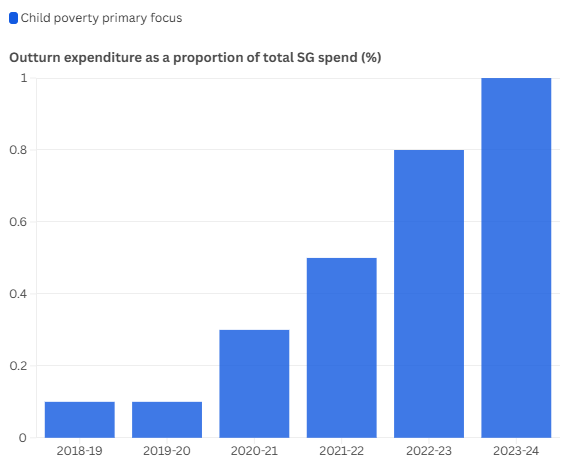 Child poverty primary focus
Outturn expenditure as a proportion of total SG spend (%)
1
0.8
0.6
0.4
0.2
0
2018-19 2019-20 2020-21 2021-22 2022-23 2023-24